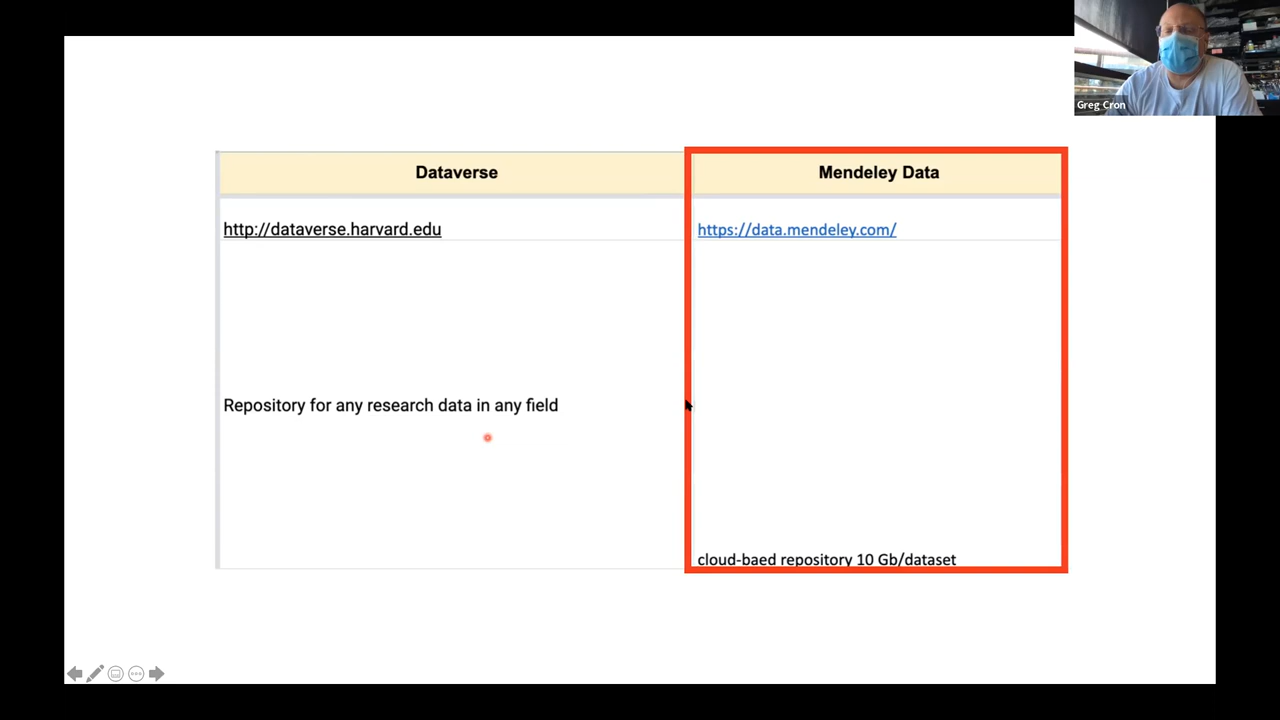 Greg Cron
Dataverse
Mendeley Data
http://dataverse.harvard.edu
https://data.mendeley.com/
Repository for any research data in any field
cloud-baed repository 10 Gb/dataset